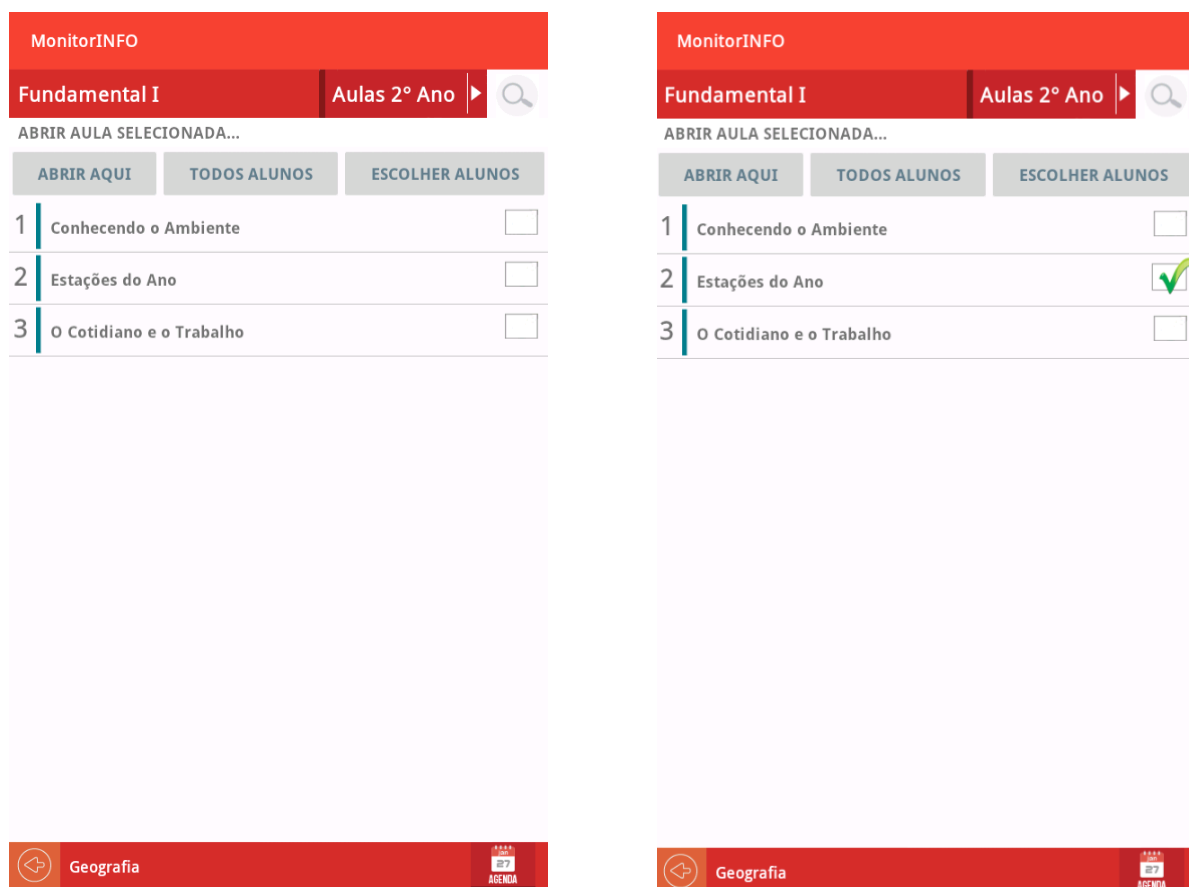 MonitorINFO
Fundamental I
Aulas 2° Ano
ABRIR AULA SELECIONADA...
ABRIR AQUI
TODOS ALUNOS
ESCOLHER ALUNOS
1 Conhecendo o Ambiente
2 Estações do Ano
3 O Cotidiano e o Trabalho
Geografia
jan
27
AGENDA
MonitorINFO
Fundamental I
Aulas 2° Ano
ABRIR AULA SELECIONADA...
ABRIR AQUI
TODOS ALUNOS
ESCOLHER ALUNOS
1 Conhecendo o Ambiente
2 Estações do Ano
3 O Cotidiano e o Trabalho
Geografia
jan
27
AGENDA